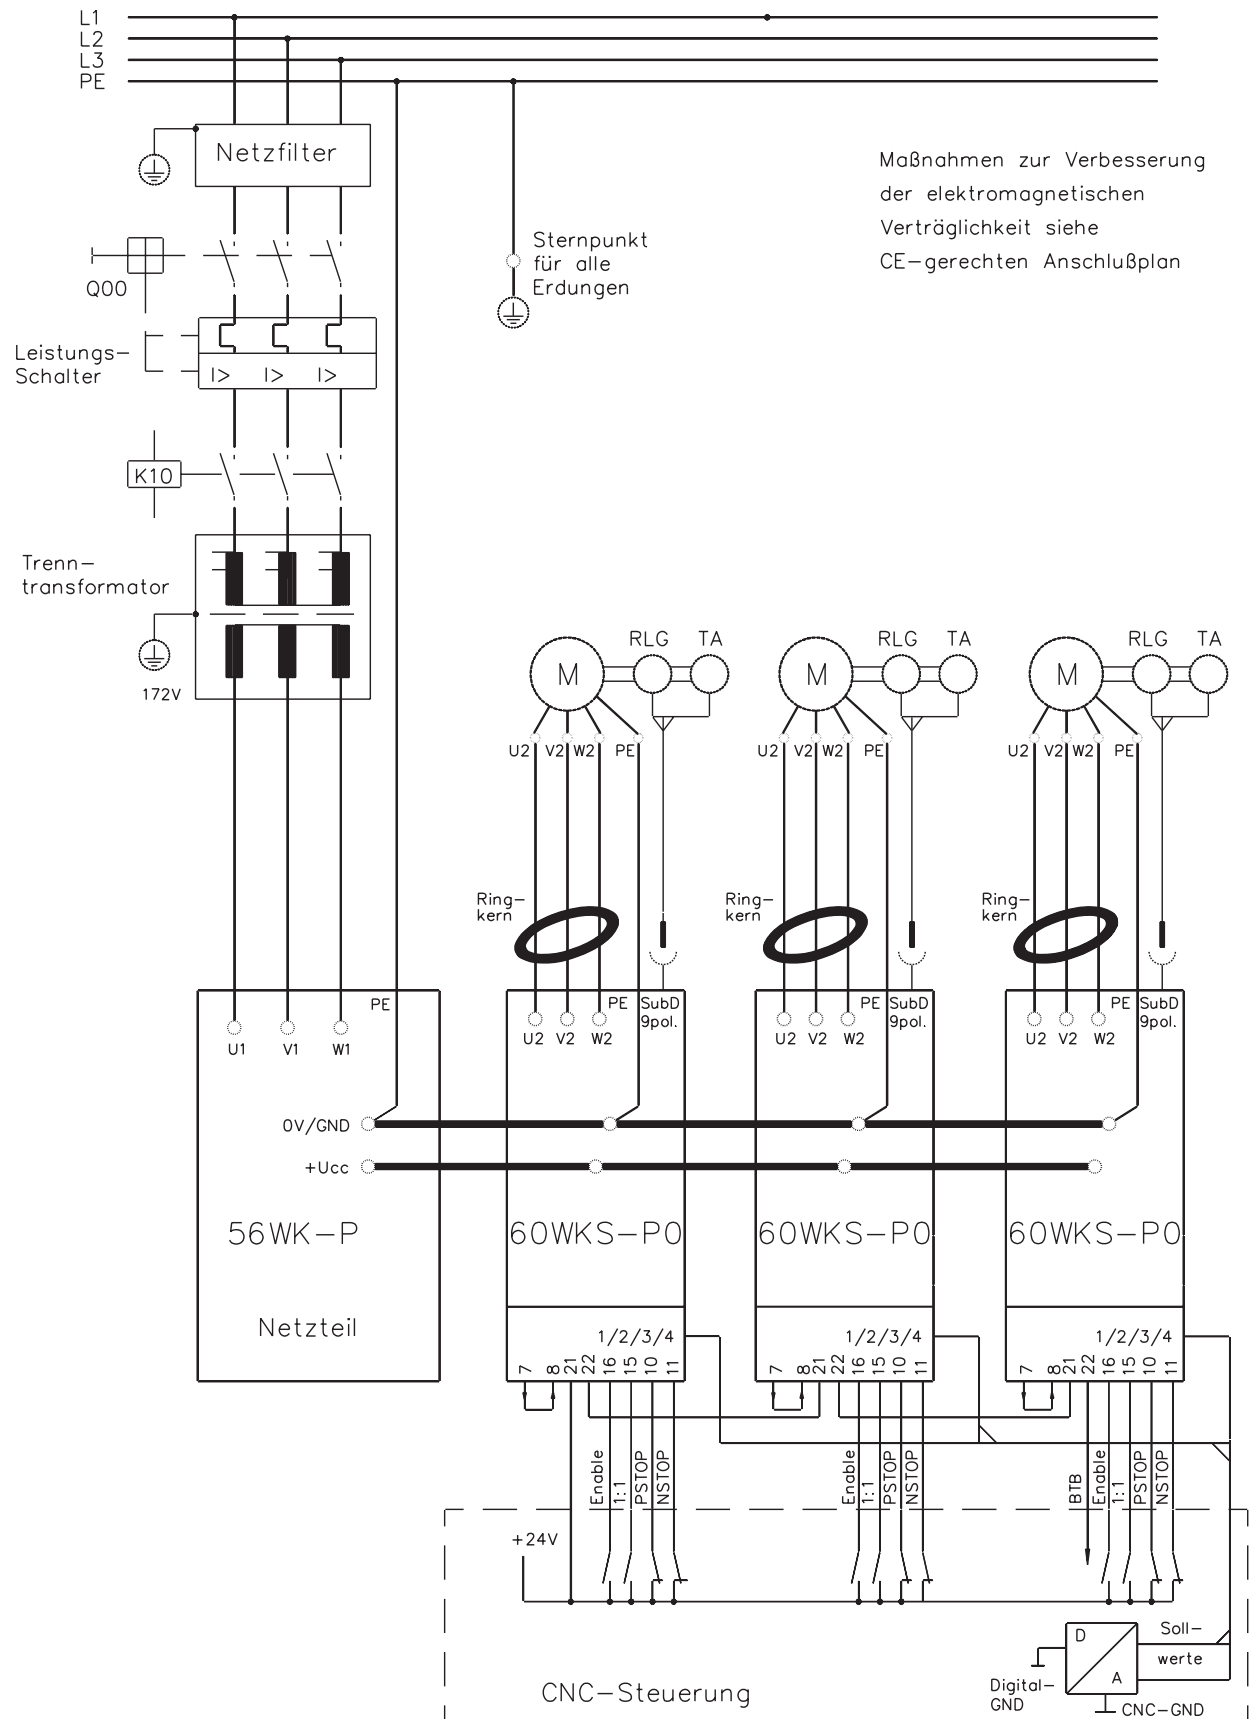 L1
L2
L3
PE
Netzfilter
Maßnahmen zur Verbesserung
der elektromagnetischen
Verträglichkeit siehe
CE-gerechten Anschlußplan
Sternpunkt
für alle
Erdungen
Q00
Leistungs-
Schalter
I> I> I>
K10
Trenn-
transformator
172V
RLG TA RLG TA RLG TA
M M M
U2 V2 W2 PE U2 V2 W2 PE U2 V2 W2 PE
Ring-
kern
Ring-
kern
Ring-
kern
PE
U1 V1 W1
PE SubD
9pol.
U2 V2 W2
PE SubD
9pol.
U2 V2 W2
PE SubD
9pol.
U2 V2 W2
0V/GND
+Ucc
56WK-P 60WKS-P0 60WKS-P0 60WKS-P0
Netzteil
1/2/3/4 1/2/3/4 1/2/3/4
7 8 21 22 16 15 10 11
7 8 21 22 16 15 10 11
7 8 21 22 16 15 10 11
Enable 1:1 PSTOP NSTOP
Enable 1:1 PSTOP NSTOP
BTB Enable 1:1 PSTOP NSTOP
+24V
D
A
Soll-
werte
Digital-
GND
CNC-GND
CNC-Steuerung